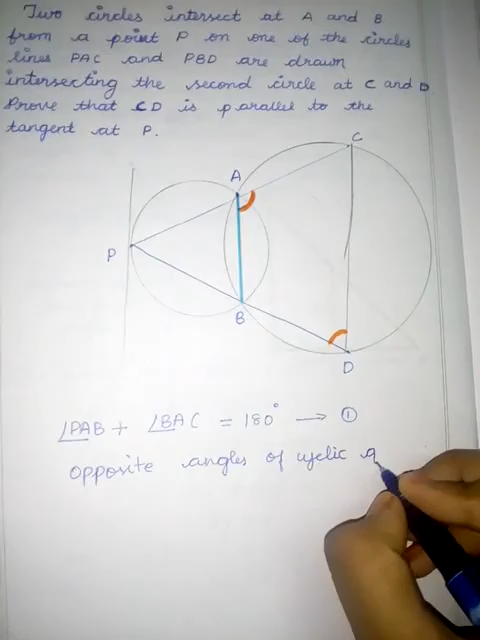 Two circles intersect at A and B
from a point P on one of the circles
lines PAC and PBD are drawn
intersecting the second circle at C and D
Prove that CD is parallel to the
tangent at P.
C
A
P
B
D
∠PAB + ∠BAC = 180° → ①
opposite angles of cyclic q